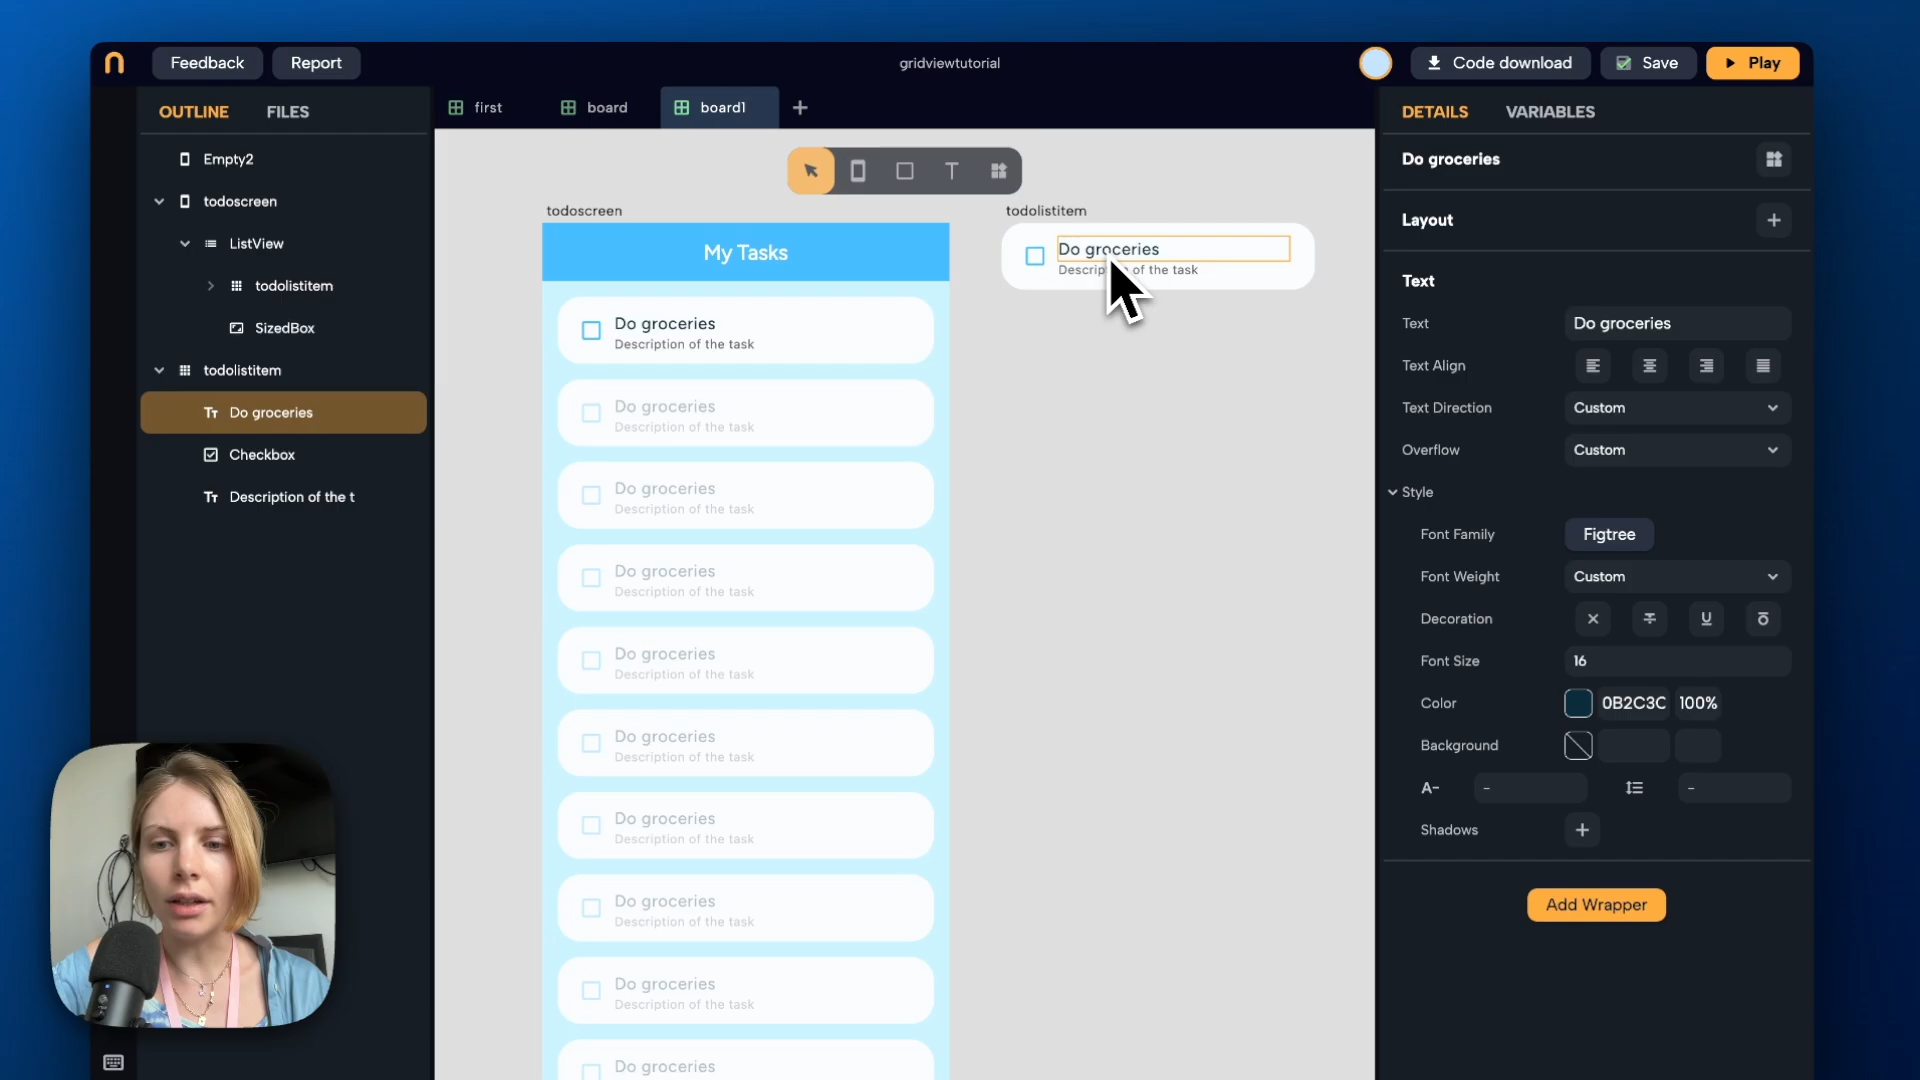 Feedback
Report
gridviewtutorial
Code download
Save
Play
OUTLINE
FILES
first
board
board1
DETAILS
VARIABLES
Empty2
todoscreen
ListView
todolistitem
SizedBox
todolistitem
Do groceries
Checkbox
Description of the t
T
todoscreen
My Tasks
Do groceries
Description of the task
Do groceries
Description of the task
Do groceries
Description of the task
Do groceries
Description of the task
Do groceries
Description of the task
Do groceries
Description of the task
Do groceries
Description of the task
Do groceries
Description of the task
Do groceries
Description of the task
Do groceries
todolistitem
Do groceries
of the task
Do groceries
Layout
Text
Text
Do groceries
Text Align
Text Direction
Custom
Overflow
Custom
Style
Font Family
Figtree
Font Weight
Custom
Decoration
Font Size
16
Color
0B2C3C
100%
Background
A-
-
-
Shadows
Add Wrapper